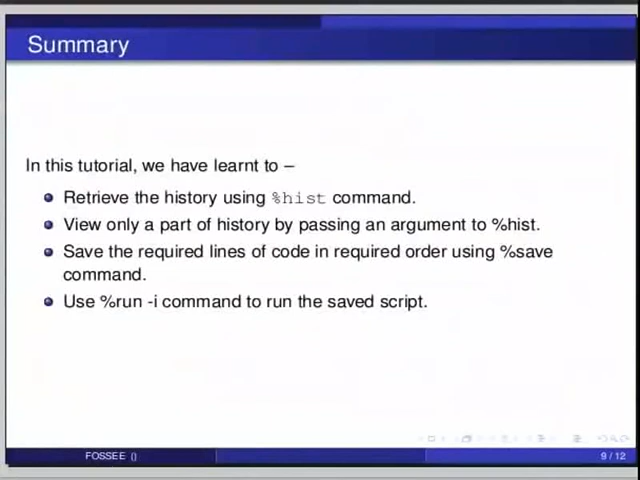 Summary
In this tutorial, we have learnt to –
Retrieve the history using %hist command.
View only a part of history by passing an argument to %hist.
Save the required lines of code in required order using %save
command.
Use %run -i command to run the saved script.
FOSSEE ()
9 / 12